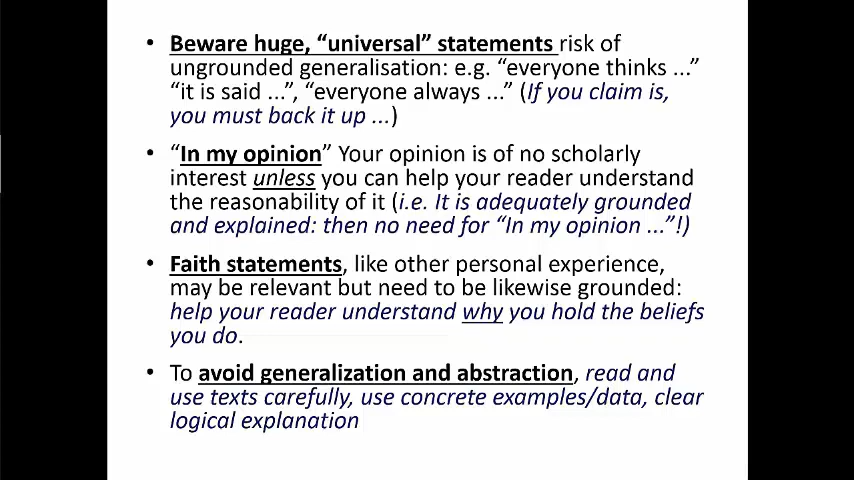 • Beware huge, “universal” statements risk of
ungrounded generalisation: e.g. “everyone thinks ...”
“it is said ...”, “everyone always ...” (If you claim is,
you must back it up ...)
• “In my opinion” Your opinion is of no scholarly
interest unless you can help your reader understand
the reasonability of it (i.e. It is adequately grounded
and explained: then no need for “In my opinion ...”!)
• Faith statements, like other personal experience,
may be relevant but need to be likewise grounded:
help your reader understand why you hold the beliefs
you do.
• To avoid generalization and abstraction, read and
use texts carefully, use concrete examples/data, clear
logical explanation